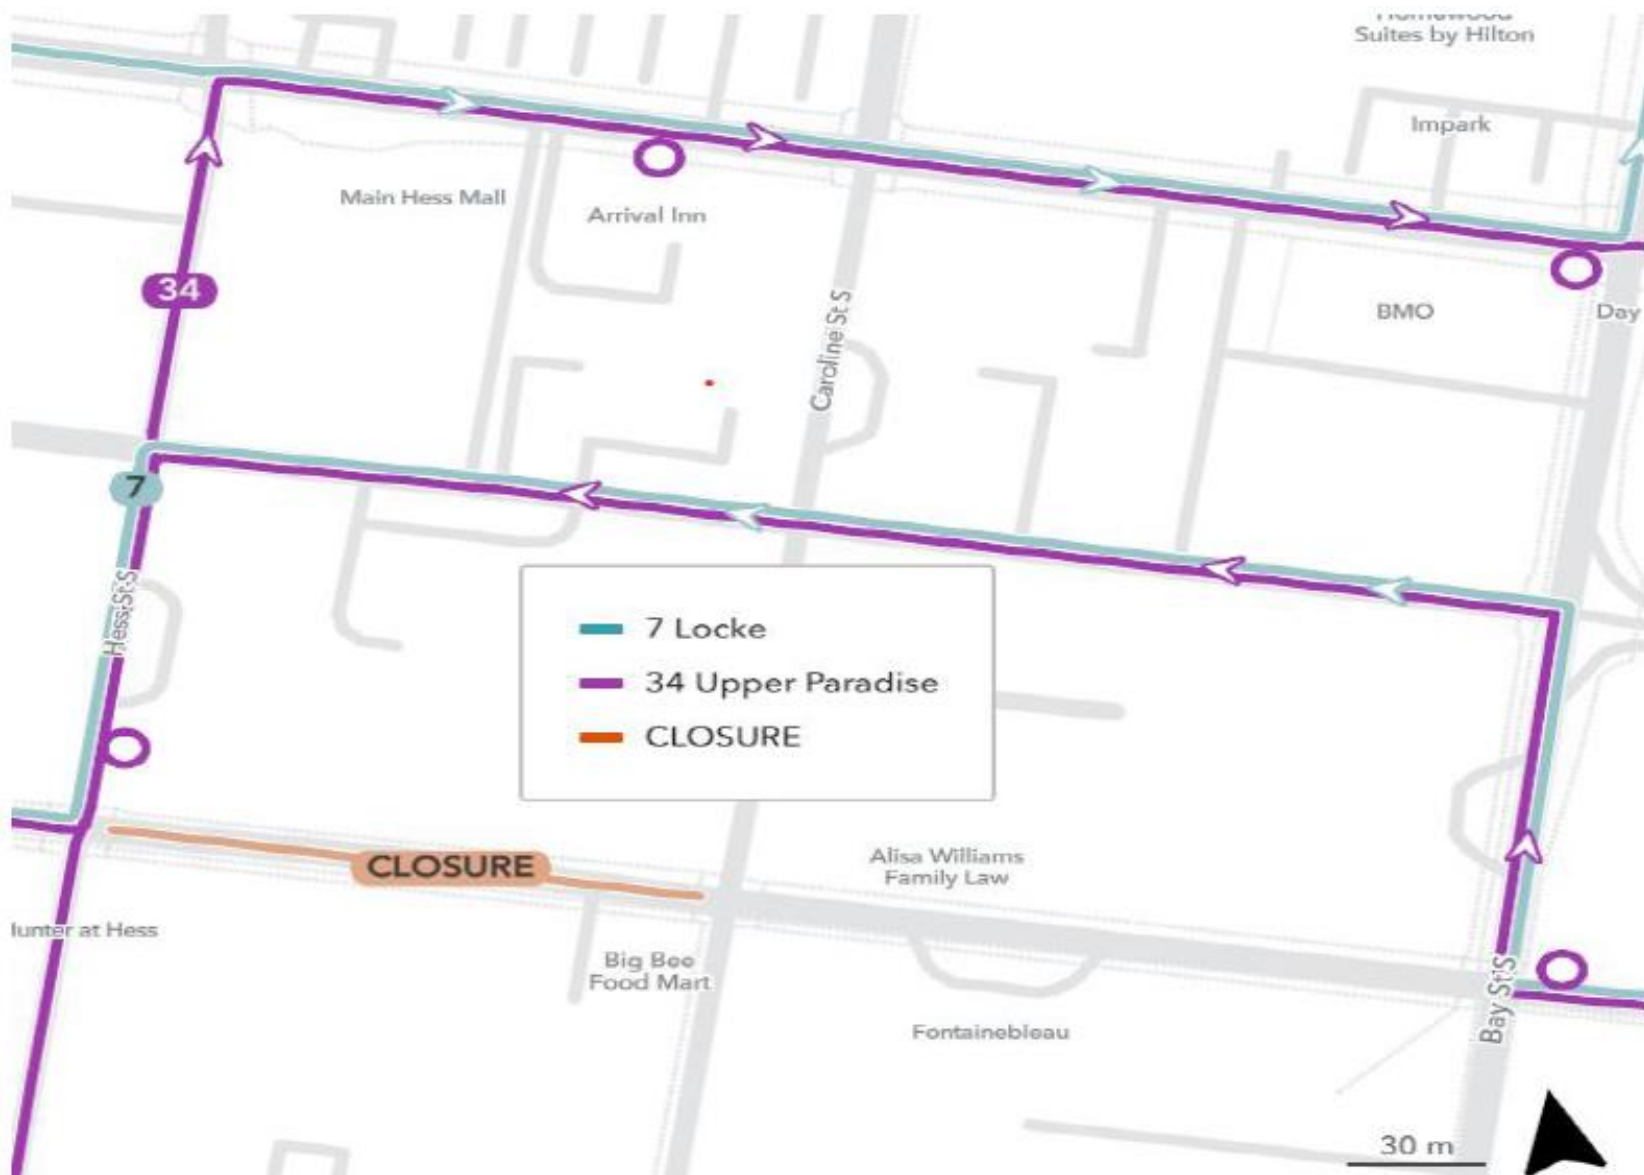 Suites by Hilton
Impark
Main Hess Mall
Arrival Inn
34
BMO
Day
Caroline St S
7
Hess St S
7 Locke
34 Upper Paradise
CLOSURE
CLOSURE
Alisa Williams
Family Law
at Hess
Big Bee
Food Mart
Fontainebleau
Bay St S
30 m